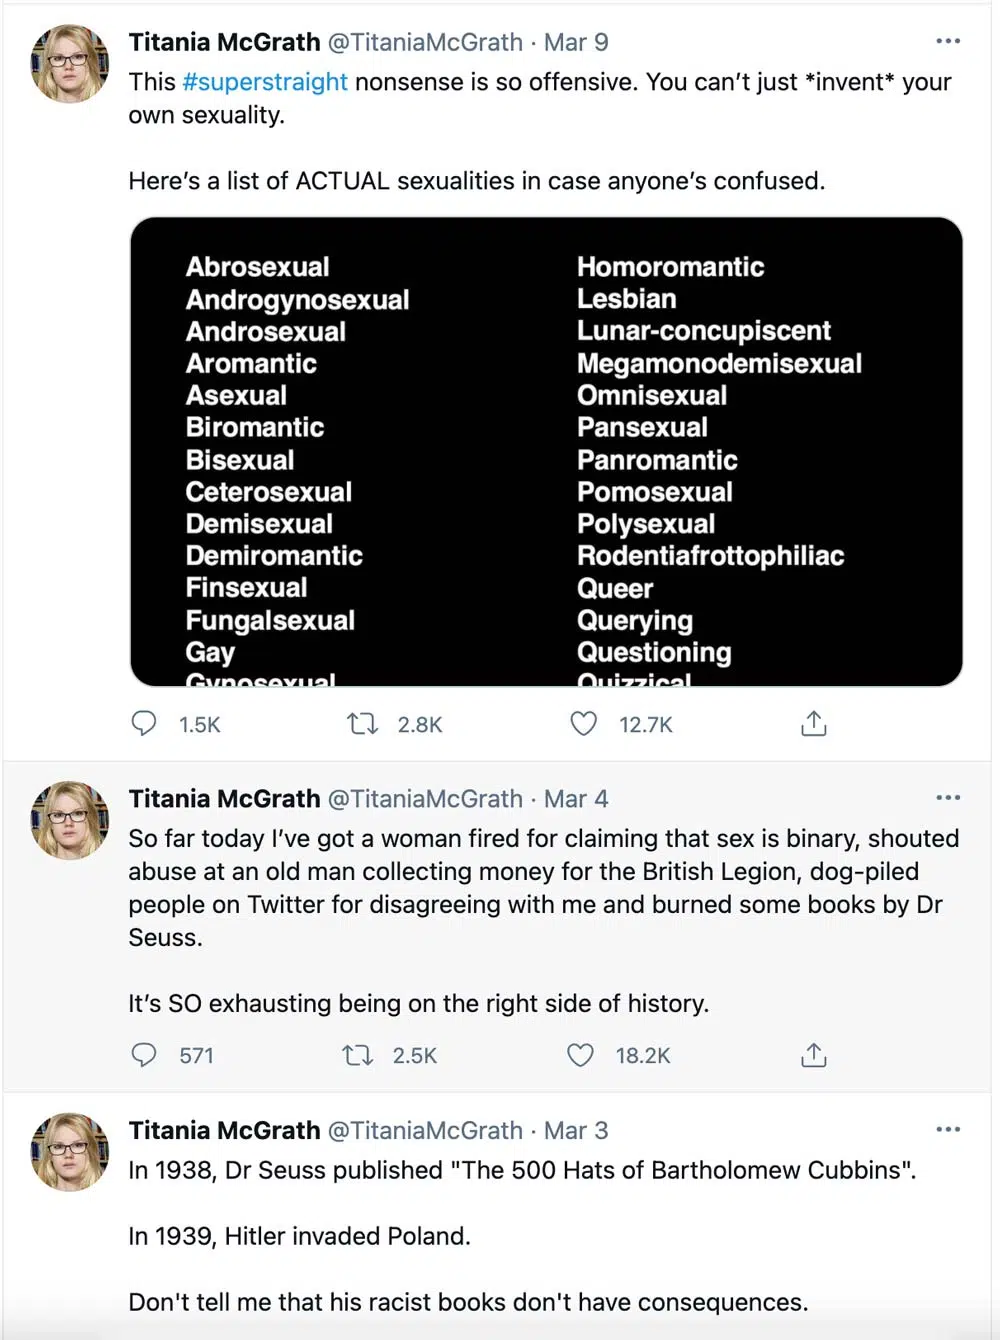 Titania McGrath @TitaniaMcGrath · Mar 9
This #superstraight nonsense is so offensive. You can’t just *invent* your
own sexuality.
Here’s a list of ACTUAL sexualities in case anyone’s confused.
Abrosexual
Androgynosexual
Androsexual
Aromantic
Asexual
Biromantic
Bisexual
Ceterosexual
Demisexual
Demiromantic
Finsexual
Fungalsexual
Gay
Gynosexual
Homoromantic
Lesbian
Lunar-concupiscent
Megamonodemisexual
Omnisexual
Pansexual
Panromantic
Pomosexual
Polysexual
Rodentiafrottophiliac
Queer
Querying
Questioning
Quizzical
1.5K 2.8K 12.7K
Titania McGrath @TitaniaMcGrath · Mar 4
So far today I’ve got a woman fired for claiming that sex is binary, shouted
abuse at an old man collecting money for the British Legion, dog-piled
people on Twitter for disagreeing with me and burned some books by Dr
Seuss.
It’s SO exhausting being on the right side of history.
571 2.5K 18.2K
Titania McGrath @TitaniaMcGrath · Mar 3
In 1938, Dr Seuss published "The 500 Hats of Bartholomew Cubbins".
In 1939, Hitler invaded Poland.
Don't tell me that his racist books don't have consequences.